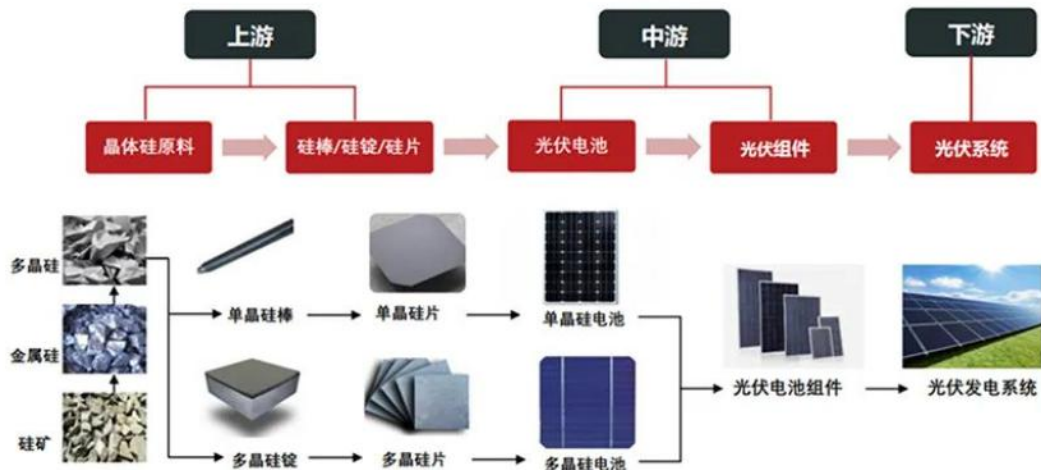 上游
中游
下游
晶体硅原料
硅棒/硅锭/硅片
光伏电池
光伏组件
光伏系统
多晶硅
金属硅
硅矿
单晶硅棒
单晶硅片
单晶硅电池
多晶硅锭
多晶硅片
多晶硅电池
光伏电池组件
光伏发电系统